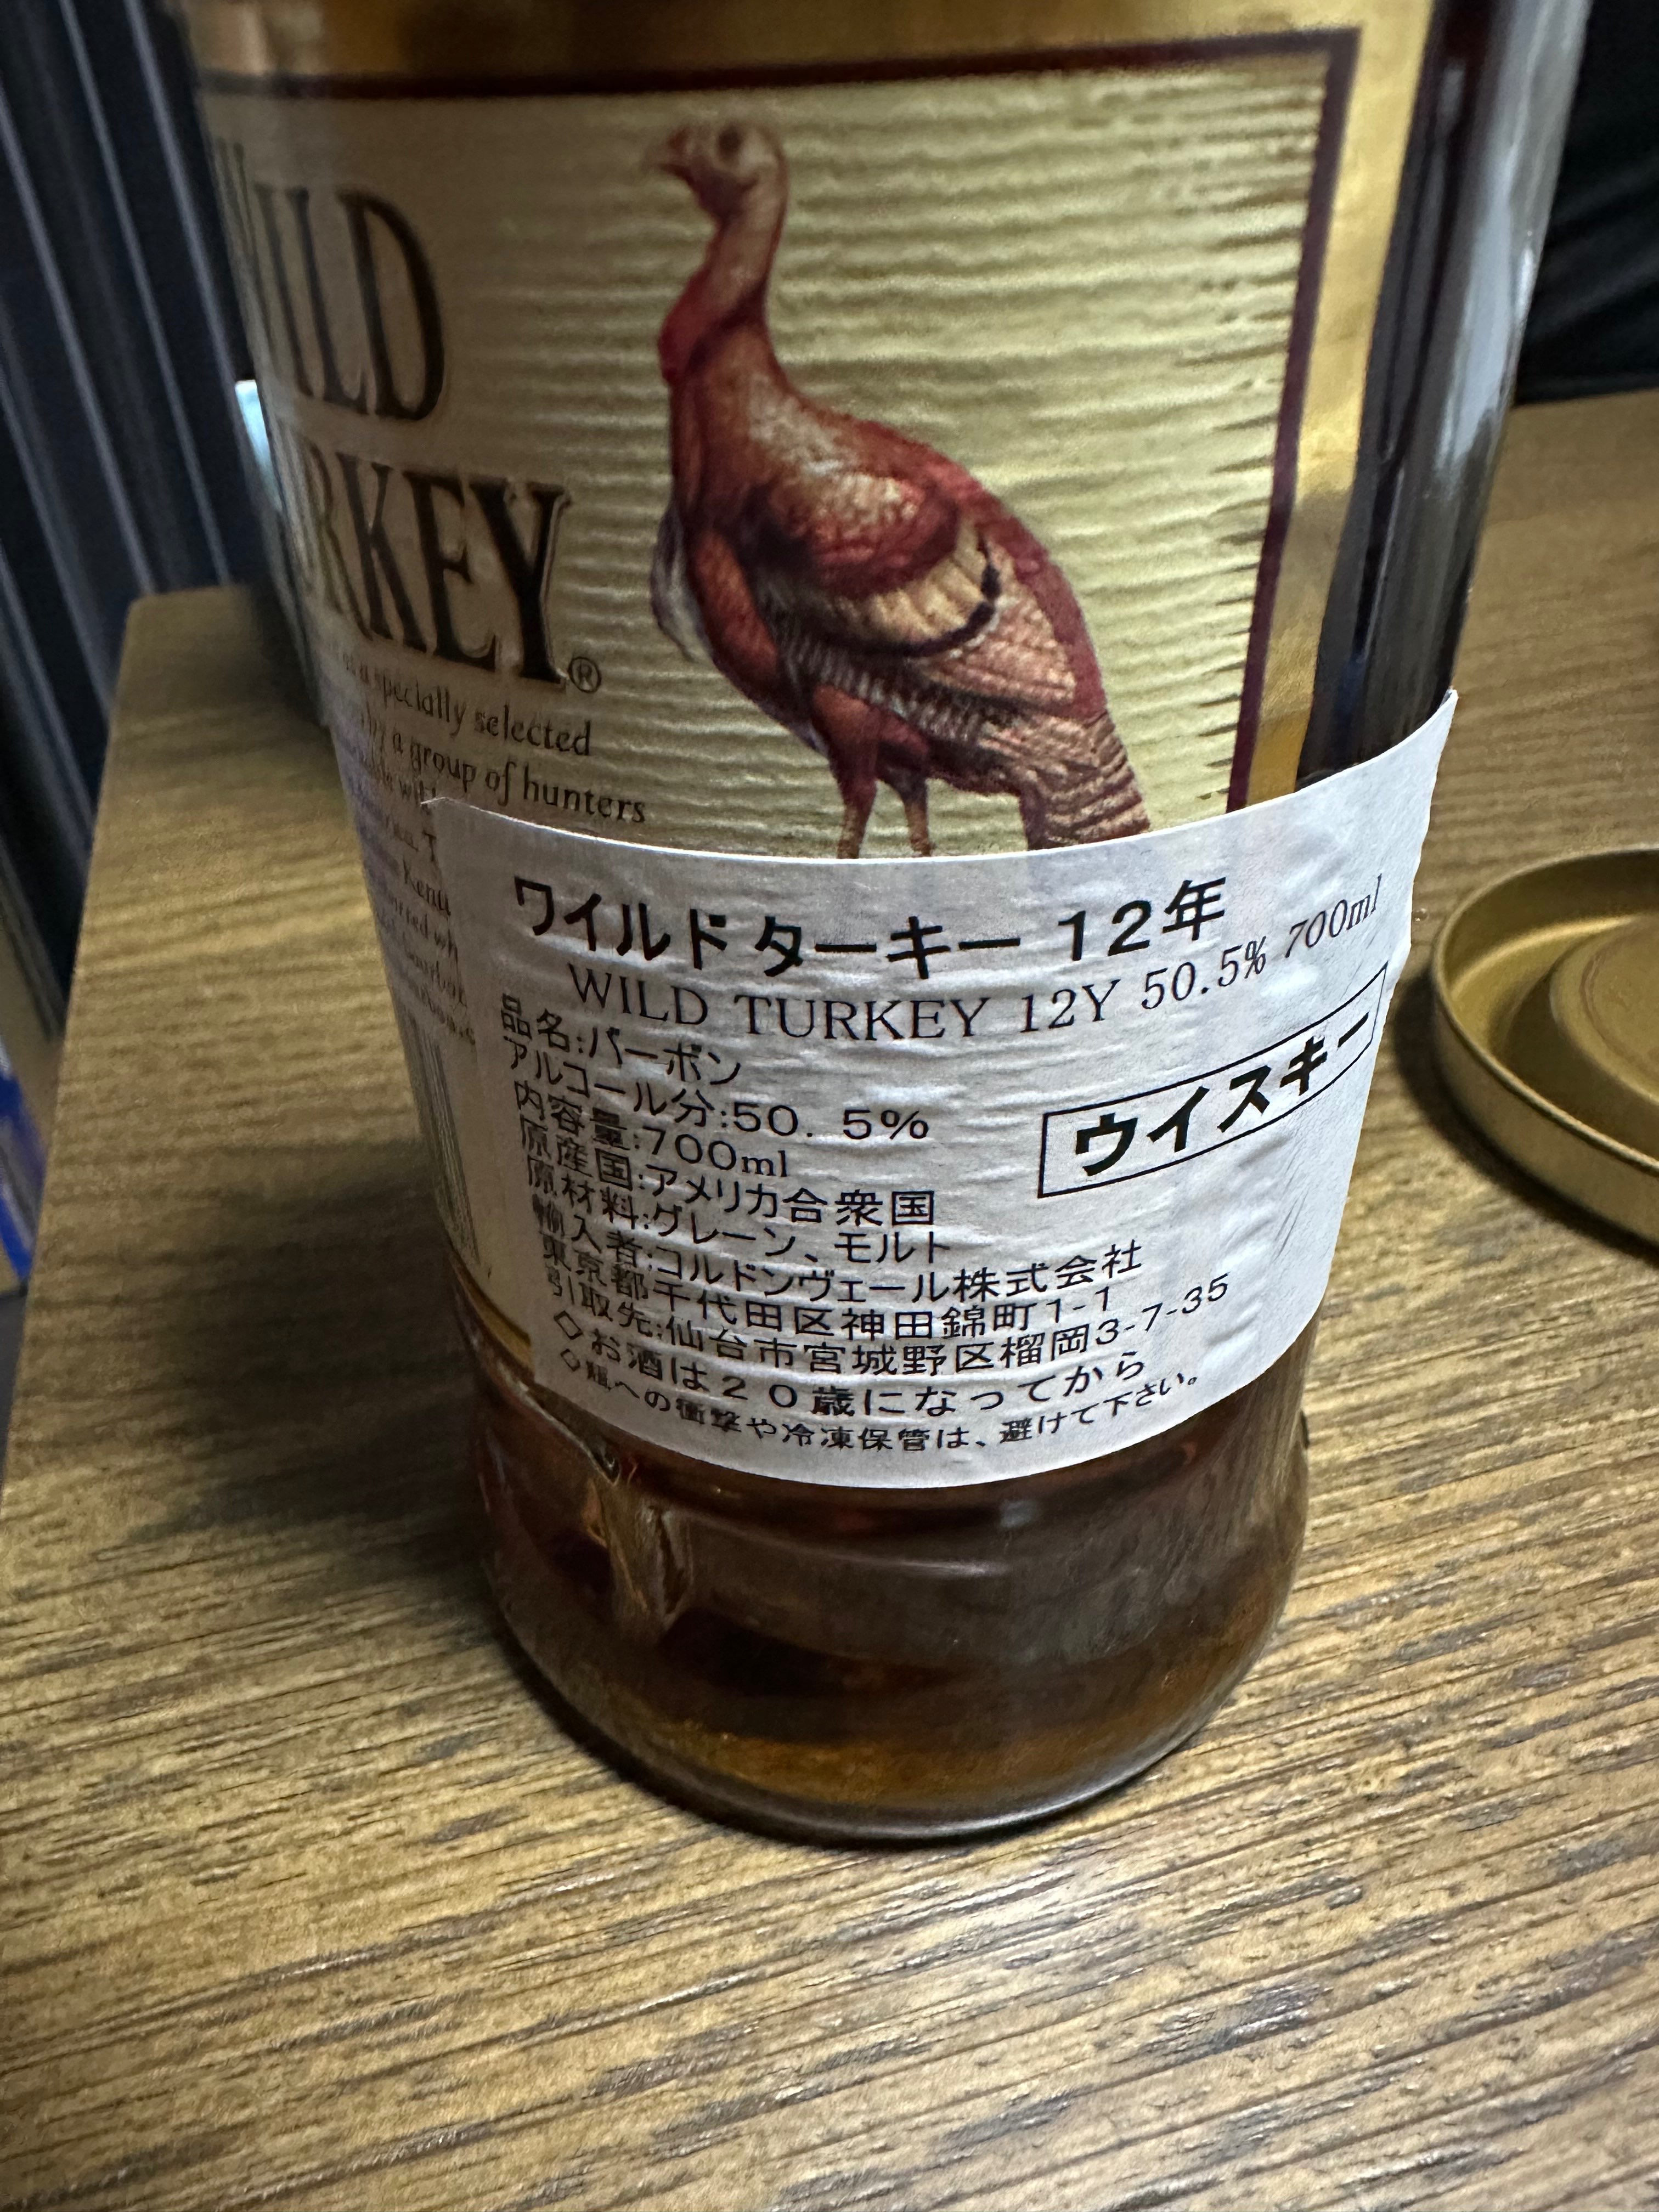 WILD
TURKEY®
a specially selected
by a group of hunters
ワイルドターキー 12年
WILD TURKEY 12Y 50.5% 700ml
品名:バーボン
アルコール分:50.5%
内容量:700ml
ウイスキー
原産国:アメリカ合衆国
原材料:グレーン、モルト
輸入者:コルドンヴェール株式会社
東京都千代田区神田錦町1-1
引取先:仙台市宮城野区榴岡3-7-35
◇お酒は20歳になってから
◇瓶への衝撃や冷凍保管は、避けて下さい。